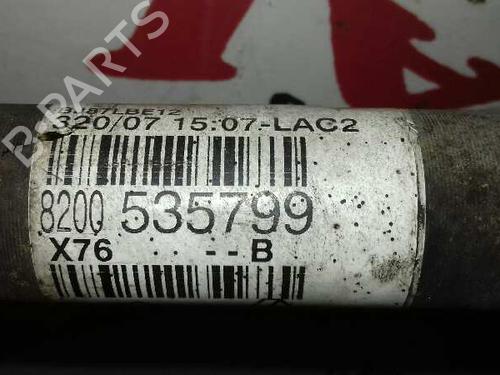 320/07 15:07-LAC2
8200 535799
X76 - - B
B-PARTS